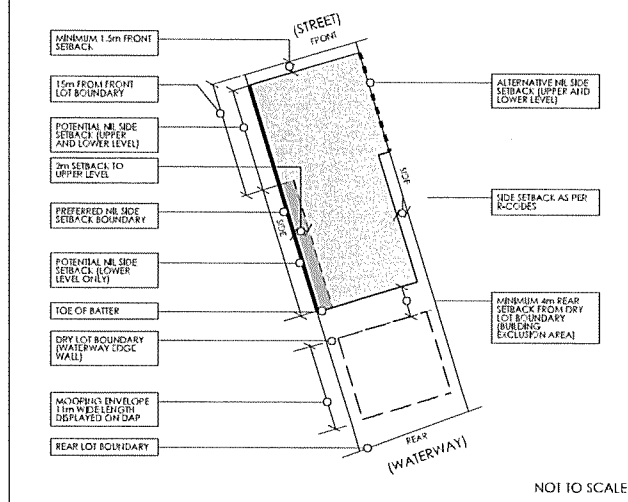 (STREET)
FRONT
MINIMUM 1.5m FRONT
SETBACK
15m FROM FRONT
LOT BOUNDARY
POTENTIAL NIL SIDE
SETBACK (UPPER
AND LOWER LEVEL)
2m SETBACK TO
UPPER LEVEL
PREFERRED NIL SIDE
SETBACK BOUNDARY
POTENTIAL NIL SIDE
SETBACK (LOWER
LEVEL ONLY)
TOE OF BATTER
DRY LOT BOUNDARY
(WATERWAY EDGE
WALL)
MOORING ENVELOPE
11m WIDE LENGTH
DISPLAYED ON DAP
REAR LOT BOUNDARY
SIDE
SIDE
ALTERNATIVE NIL SIDE
SETBACK (UPPER AND
LOWER LEVEL)
SIDE SETBACK AS PER
R-CODES
MINIMUM 4m REAR
SETBACK FROM DRY
LOT BOUNDARY
(BUILDING
EXCLUSION AREA)
REAR
(WATERWAY)
NOT TO SCALE